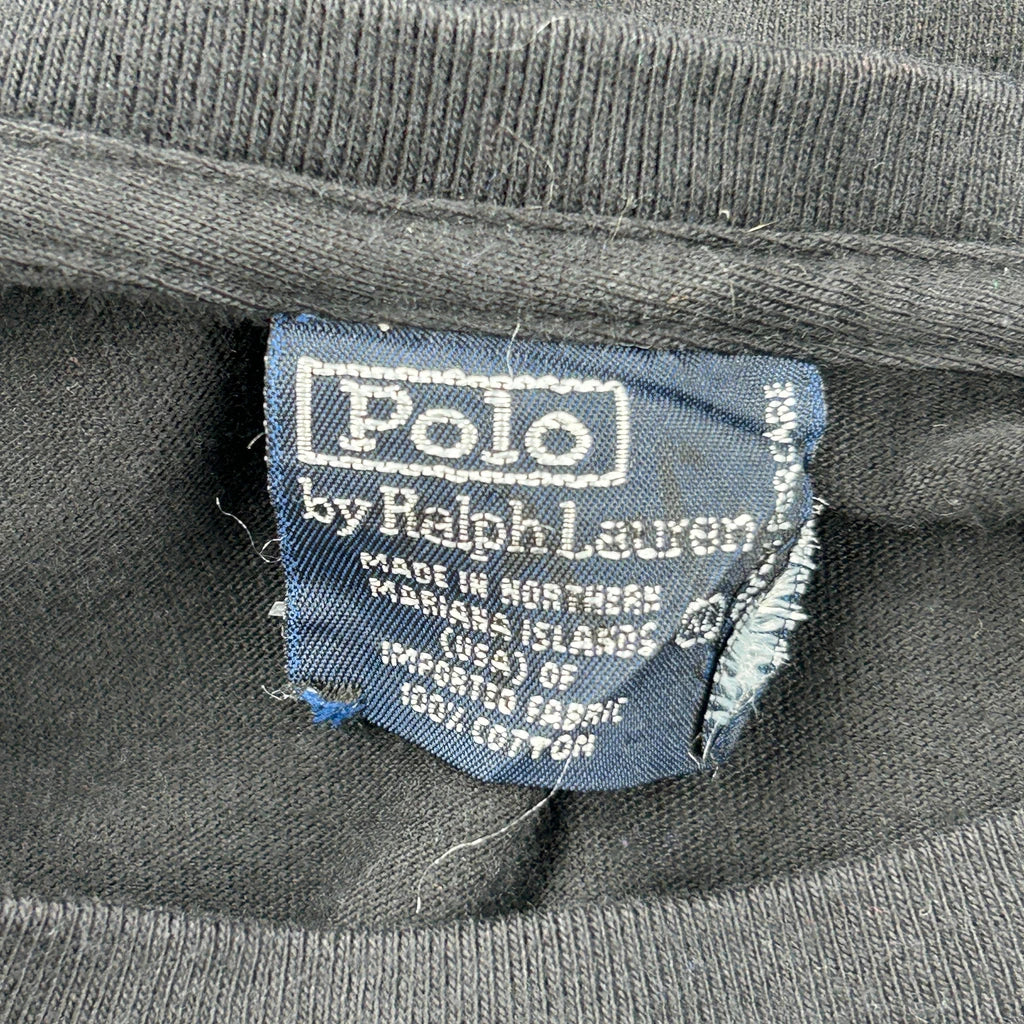 Polo
by Ralph Lauren
MADE IN NORTHERN
MARIANA ISLANDS
(USA) OF
IMPORTED FABRIC
100% COTTON